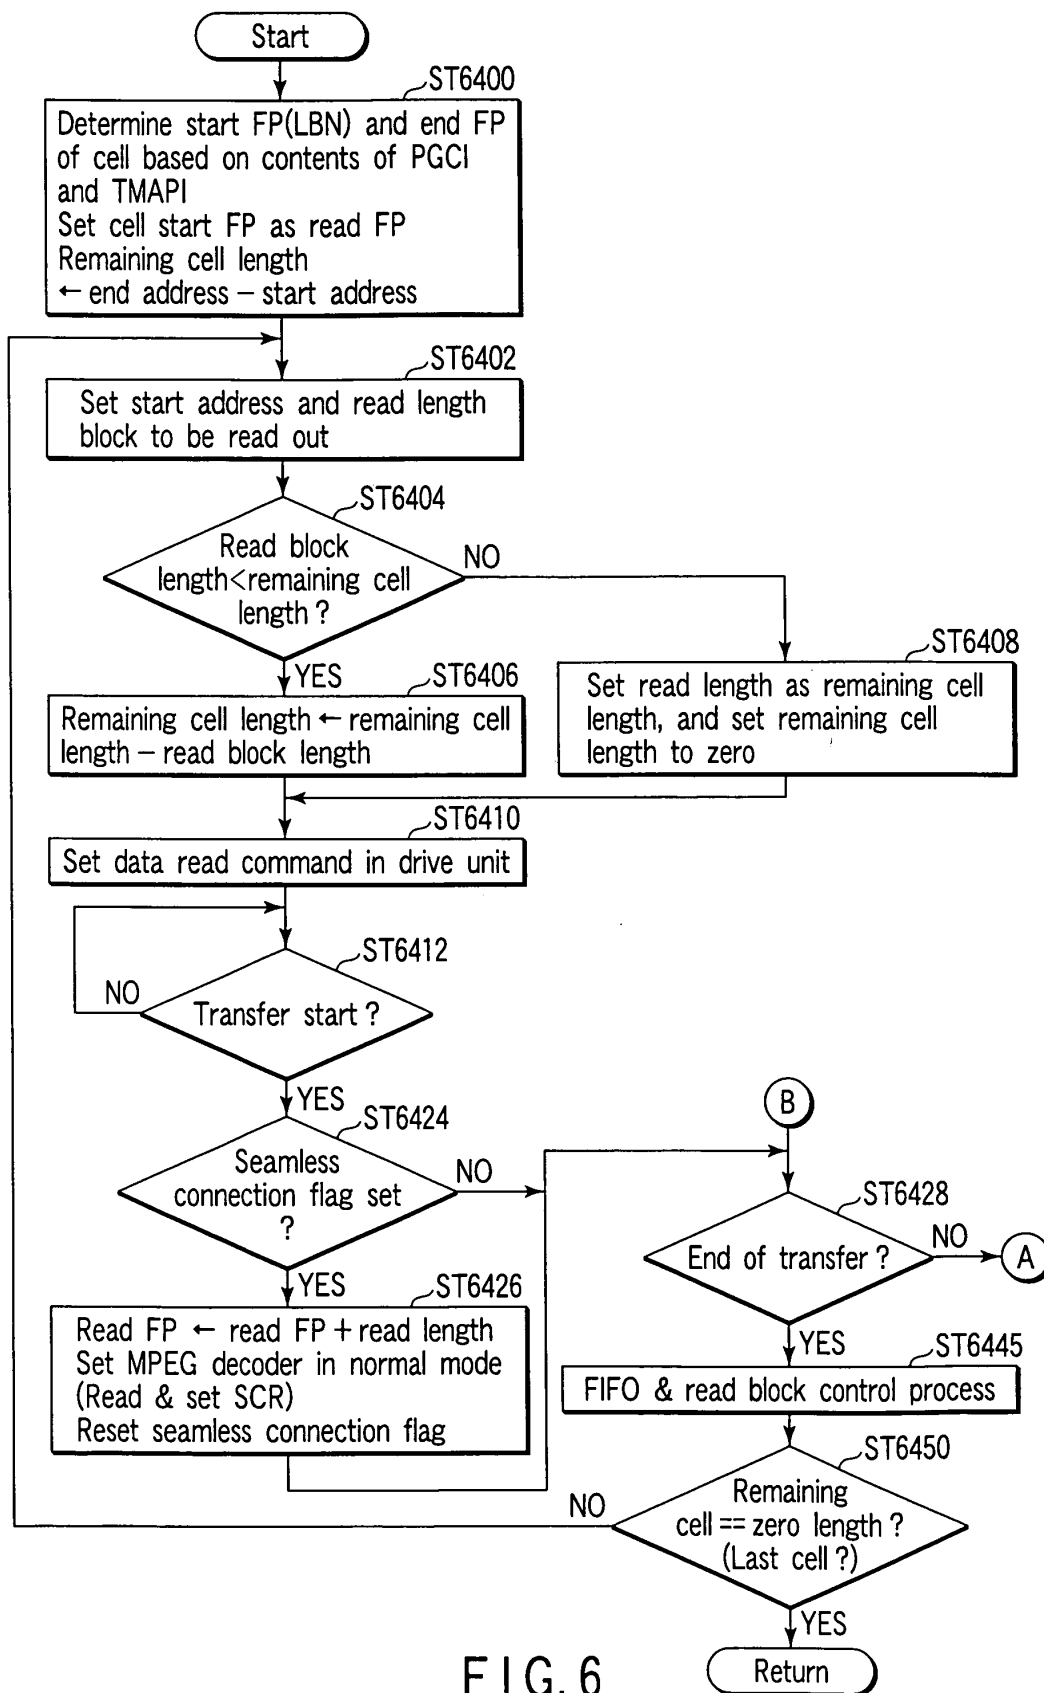 Start
ST6400
Determine start FP(LBN) and end FP
of cell based on contents of PGCI
and TMAPI
Set cell start FP as read FP
Remaining cell length
← end address – start address
ST6402
Set start address and read length
block to be read out
ST6404
Read block
length<remaining cell
length?
NO
YES
ST6406
Remaining cell length ← remaining cell
length – read block length
ST6408
Set read length as remaining cell
length, and set remaining cell
length to zero
ST6410
Set data read command in drive unit
ST6412
Transfer start?
NO
YES
ST6424
Seamless
connection flag set
?
NO
YES
ST6426
Read FP ← read FP + read length
Set MPEG decoder in normal mode
(Read & set SCR)
Reset seamless connection flag
B
ST6428
End of transfer?
NO
A
YES
ST6445
FIFO & read block control process
ST6450
Remaining
cell == zero length?
(Last cell?)
NO
YES
Return
FIG. 6